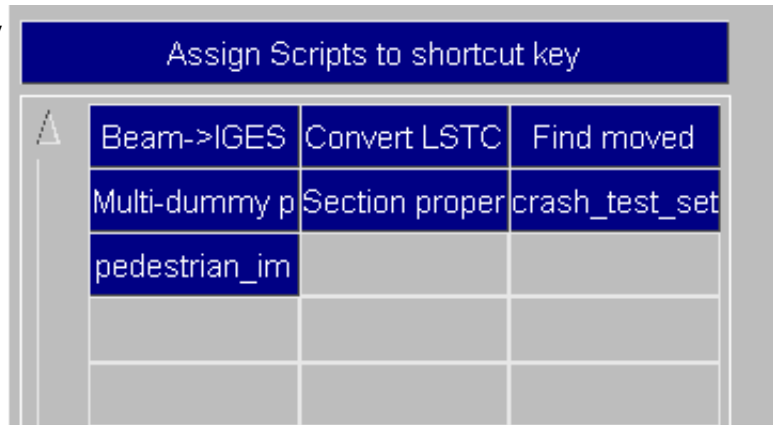 Assign Scripts to shortcut key
Beam->IGES Convert LSTC Find moved
Multi-dummy p Section proper crash_test_set
pedestrian_im